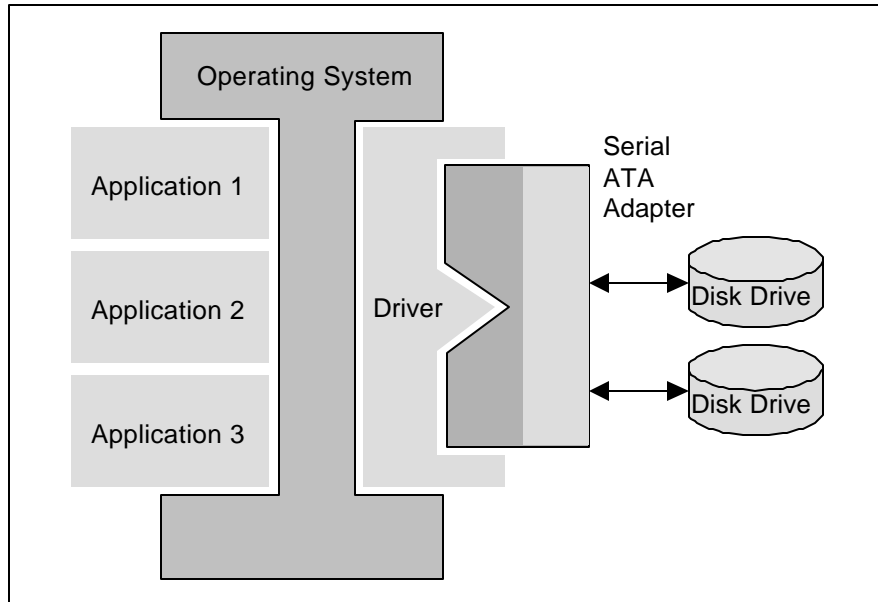 Operating System
Application 1
Application 2
Application 3
Driver
Serial
ATA
Adapter
Disk Drive
Disk Drive